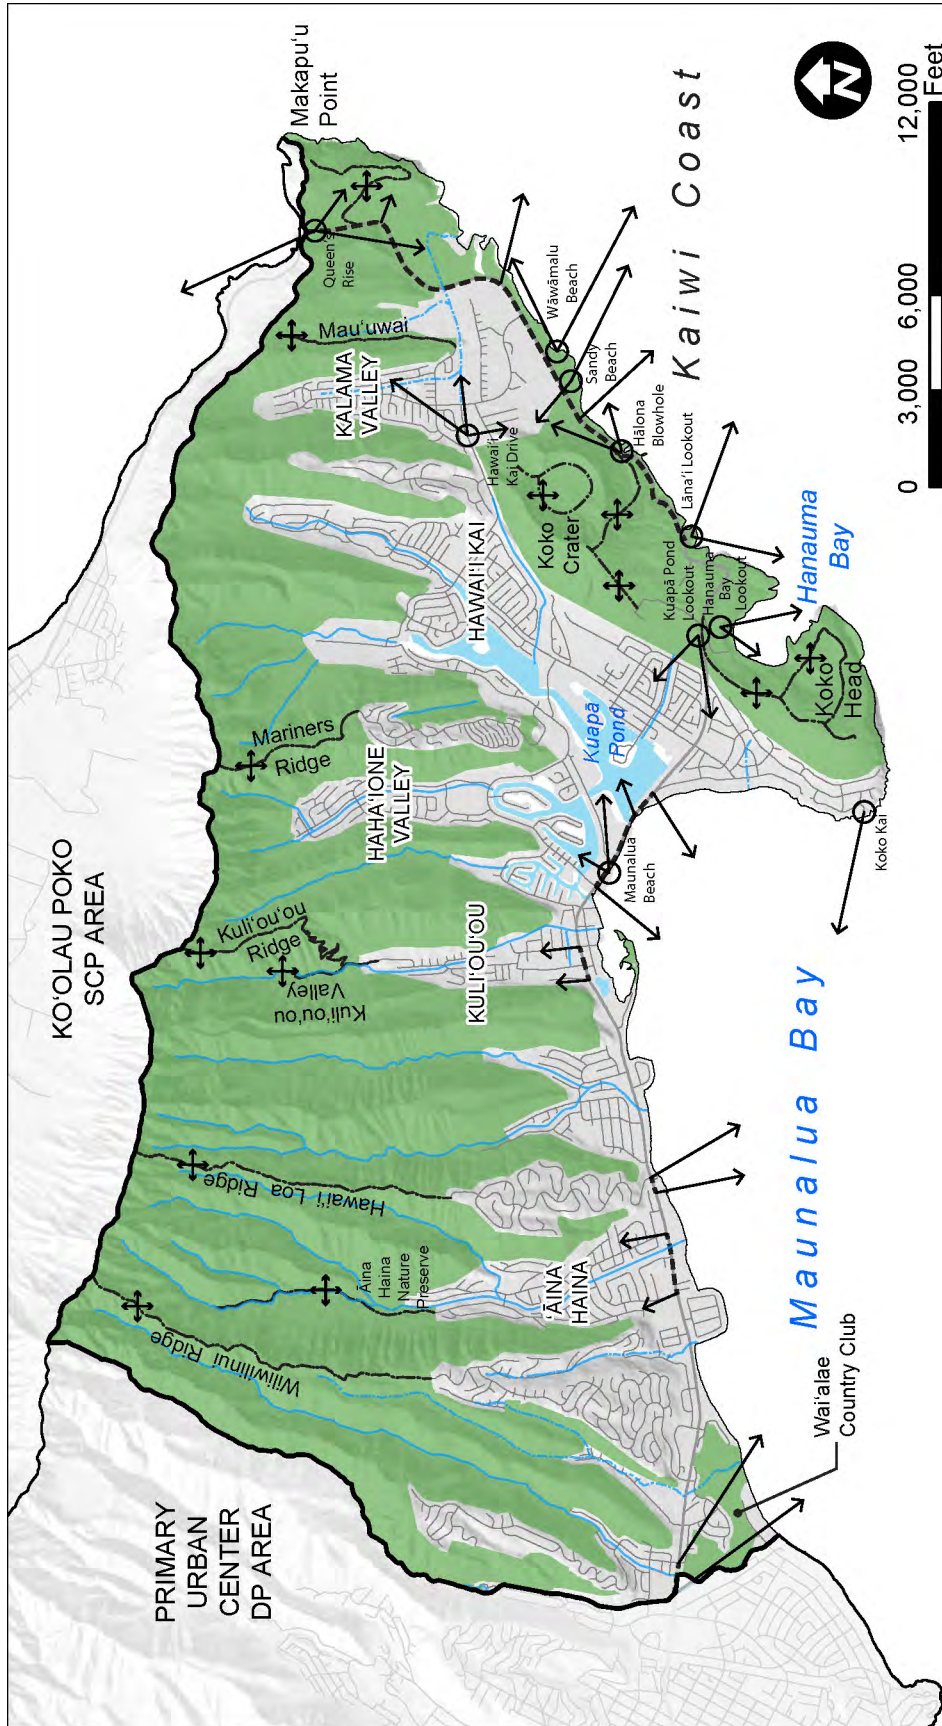 KO‘OLAU POKO
SCP AREA
PRIMARY
URBAN
CENTER
DP AREA
Makapu‘u
Point
Queen's
Rise
Mau‘uwai
KALAMA
VALLEY
Hawai‘i
Kai Drive
Wāwāmalu
Beach
Sandy
Beach
Hālona
Blowhole
Lāna‘i Lookout
Kaiwi Coast
Koko
Crater
HAWAI‘I KAI
Kuapā Pond
Lookout
Hanauma
Bay
Lookout
Hanauma
Bay
Koko
Head
Koko Kai
Kuapā
Pond
Mariners
Ridge
HAHA‘IONE
VALLEY
Maunalua
Beach
Kuli‘ou‘ou
Ridge
Kuli‘ou‘ou
Valley
KULI‘OU‘OU
Hawai‘i Loa Ridge
Āina
Haina
Nature
Preserve
‘ĀINA
HAINA
Wiliwilinui Ridge
Maunalua Bay
Wai‘alae
Country Club
N
0 3,000 6,000 12,000
Feet